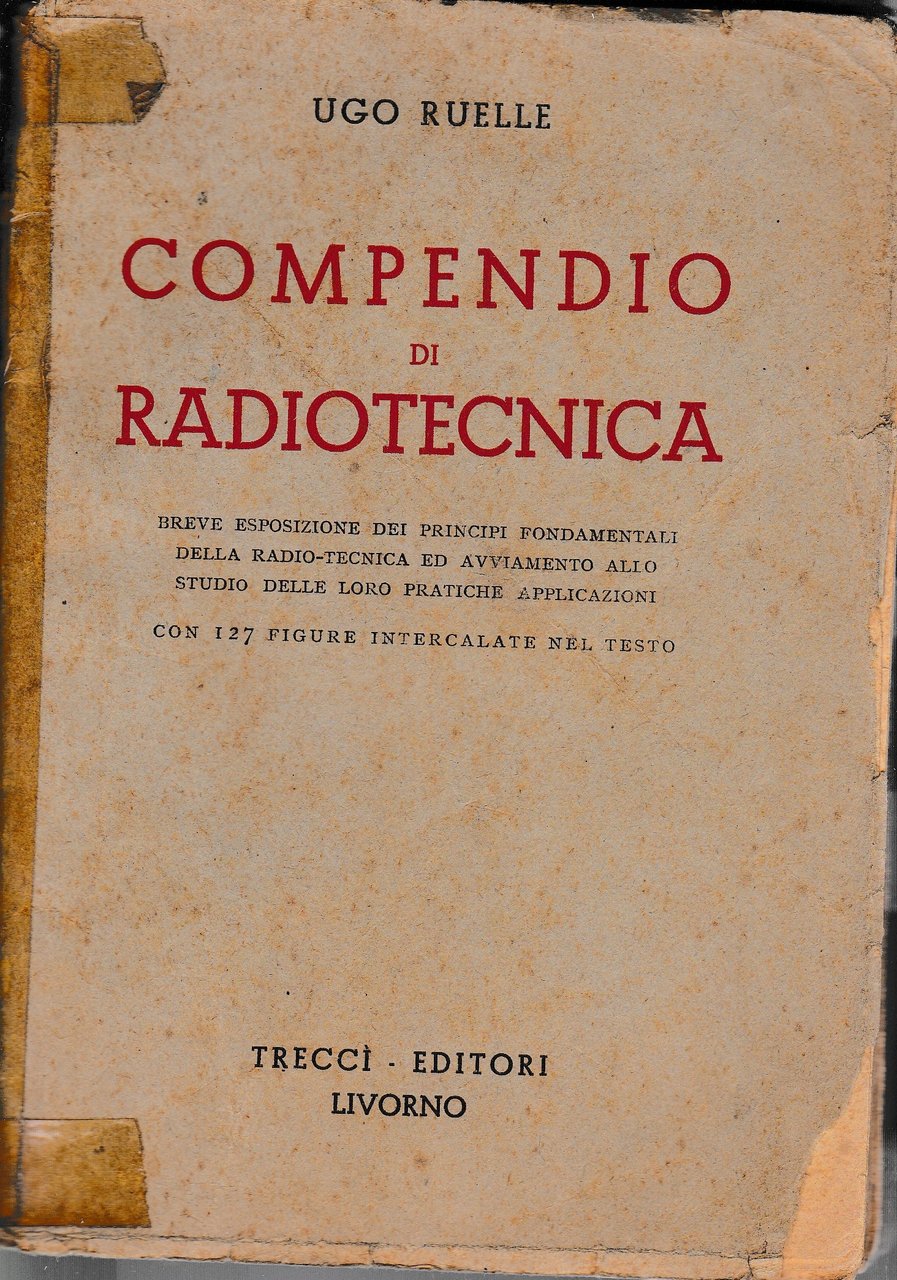 UGO RUELLE
COMPENDIO
DI
RADIOTECNICA
BREVE ESPOSIZIONE DEI PRINCIPI FONDAMENTALI
DELLA RADIO-TECNICA ED AVVIAMENTO ALLO
STUDIO DELLE LORO PRATICHE APPLICAZIONI
CON 127 FIGURE INTERCALATE NEL TESTO
TRECCÌ - EDITORI
LIVORNO